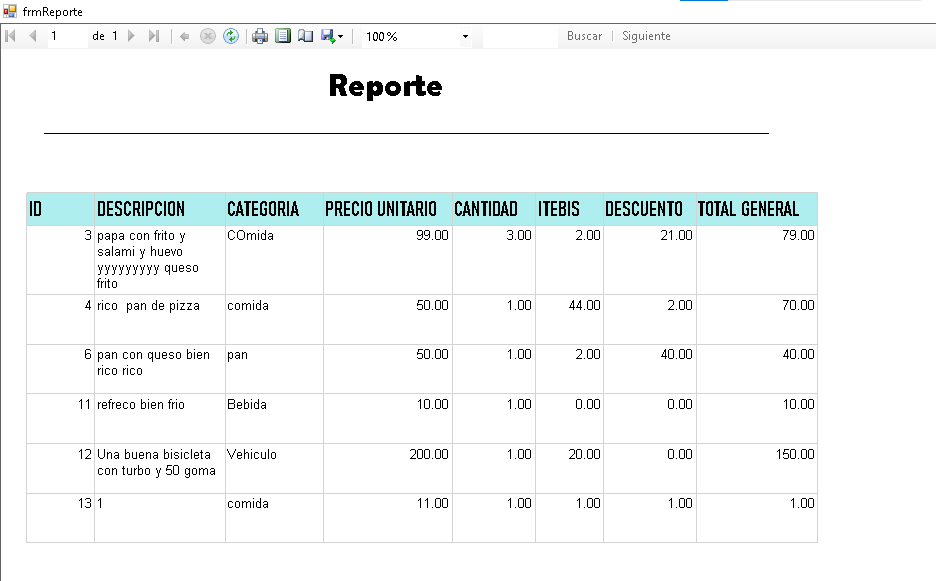 frmReporte
1 de 1 100% Buscar Siguiente
Reporte
ID DESCRIPCION CATEGORIA PRECIO UNITARIO CANTIDAD ITEBIS DESCUENTO TOTAL GENERAL
3 papa con frito y COmida 99.00 3.00 2.00 21.00 79.00
salami y huevo
yyyyyyyyy queso
frito
4 rico pan de pizza comida 50.00 1.00 44.00 2.00 70.00
6 pan con queso bien pan 50.00 1.00 2.00 40.00 40.00
rico rico
11 refreco bien frio Bebida 10.00 1.00 0.00 0.00 10.00
12 Una buena bisicleta Vehiculo 200.00 1.00 20.00 0.00 150.00
con turbo y 50 goma
13 1 comida 11.00 1.00 1.00 1.00 1.00